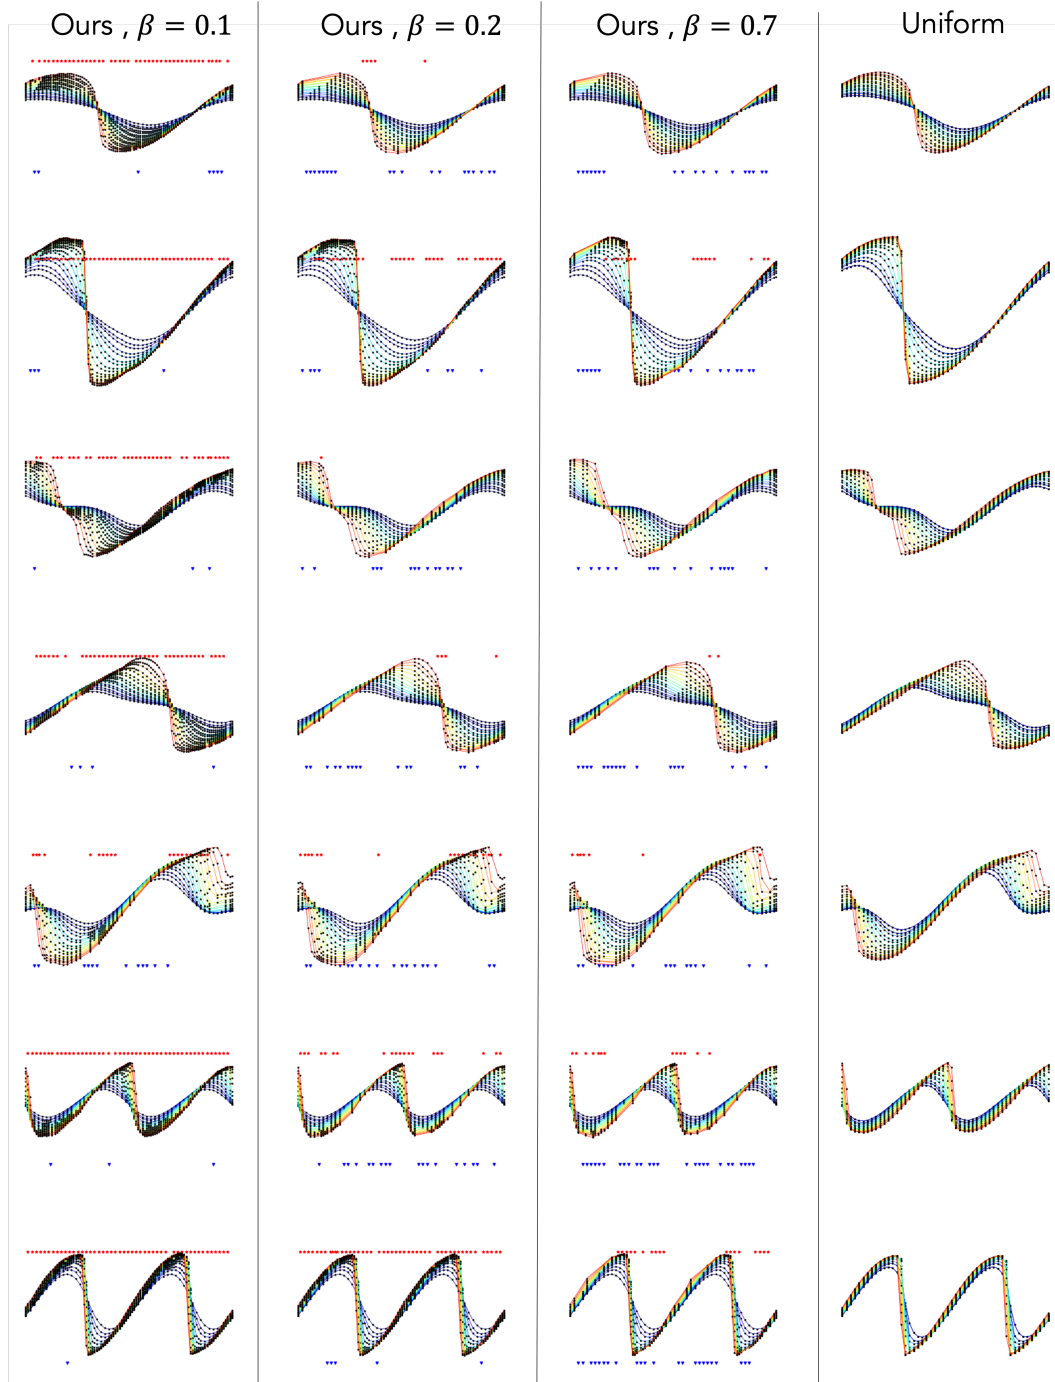 Ours , β = 0.1
Ours , β = 0.2
Ours , β = 0.7
Uniform